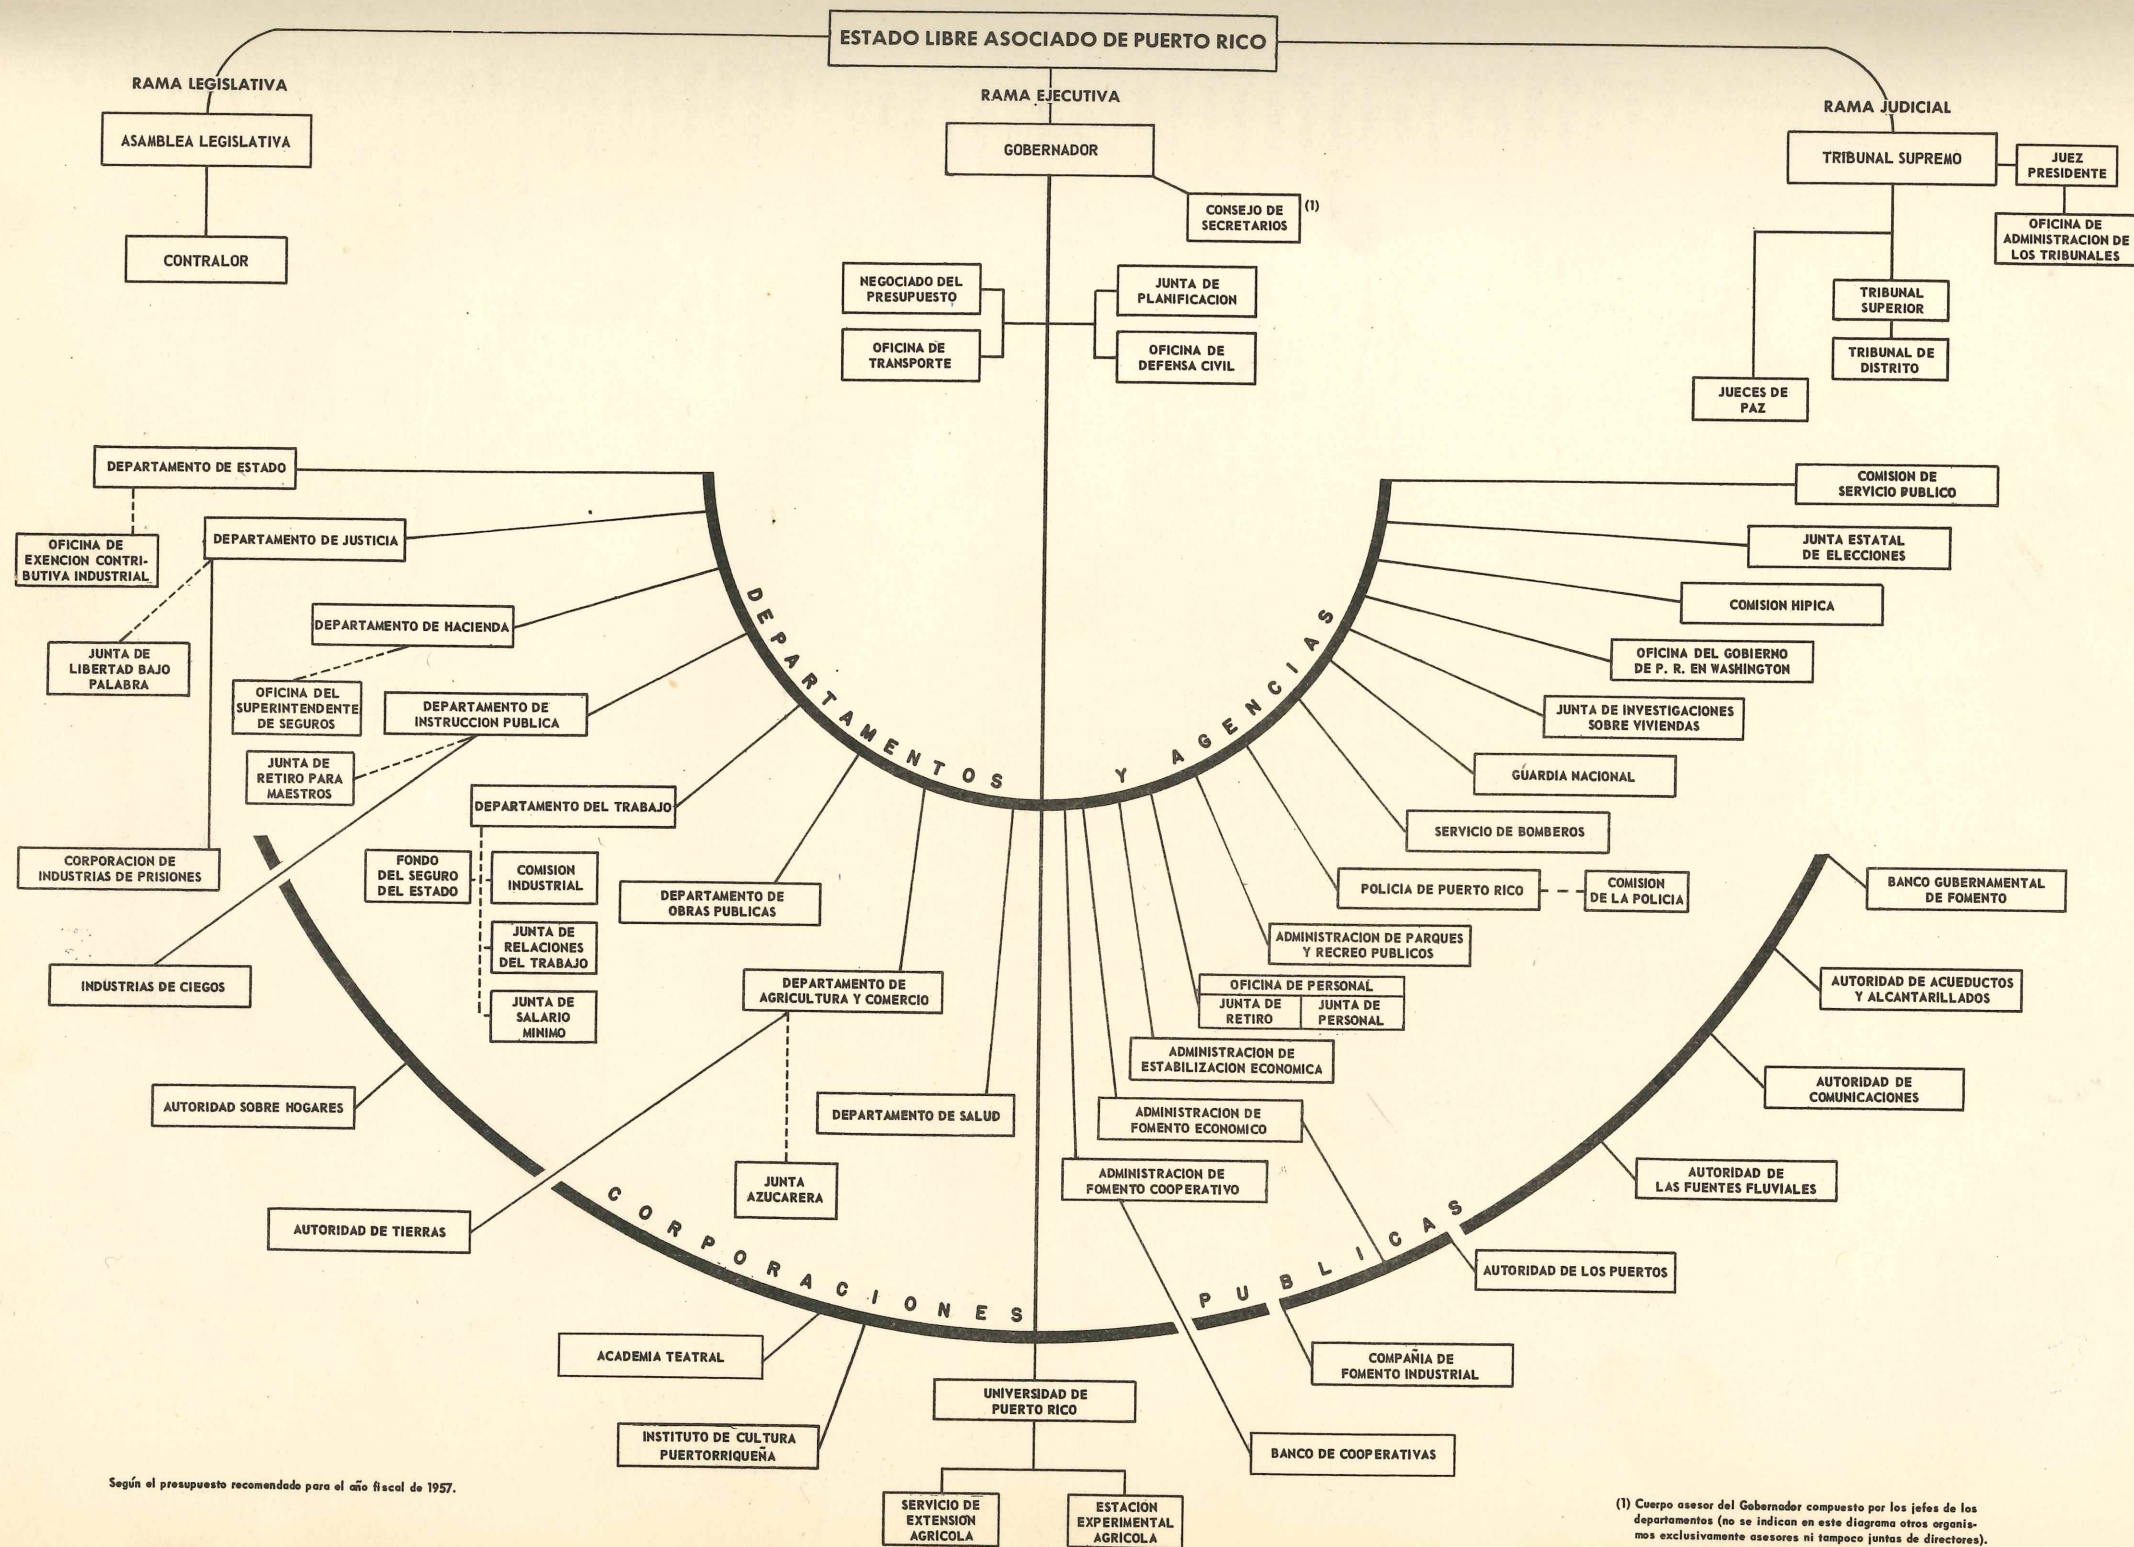 ESTADO LIBRE ASOCIADO DE PUERTO RICO
RAMA LEGISLATIVA
ASAMBLEA LEGISLATIVA
CONTRALOR
RAMA EJECUTIVA
GOBERNADOR
CONSEJO DE
SECRETARIOS
(1)
NEGOCIADO DEL
PRESUPUESTO
OFICINA DE
TRANSPORTE
JUNTA DE
PLANIFICACION
OFICINA DE
DEFENSA CIVIL
RAMA JUDICIAL
TRIBUNAL SUPREMO
JUEZ
PRESIDENTE
OFICINA DE
ADMINISTRACION DE
LOS TRIBUNALES
TRIBUNAL
SUPERIOR
TRIBUNAL DE
DISTRITO
JUECES DE
PAZ
DEPARTAMENTOS Y AGENCIAS
DEPARTAMENTO DE ESTADO
OFICINA DE
EXENCION CONTRI-
BUTIVA INDUSTRIAL
DEPARTAMENTO DE JUSTICIA
JUNTA DE
LIBERTAD BAJO
PALABRA
CORPORACION DE
INDUSTRIAS DE PRISIONES
DEPARTAMENTO DE HACIENDA
OFICINA DEL
SUPERINTENDENTE
DE SEGUROS
DEPARTAMENTO DE
INSTRUCCION PUBLICA
JUNTA DE
RETIRO PARA
MAESTROS
INDUSTRIAS DE CIEGOS
DEPARTAMENTO DEL TRABAJO
FONDO
DEL SEGURO
DEL ESTADO
COMISION
INDUSTRIAL
JUNTA DE
RELACIONES
DEL TRABAJO
JUNTA DE
SALARIO
MINIMO
DEPARTAMENTO DE
OBRAS PUBLICAS
DEPARTAMENTO DE
AGRICULTURA Y COMERCIO
JUNTA
AZUCARERA
AUTORIDAD DE TIERRAS
DEPARTAMENTO DE SALUD
COMISION DE
SERVICIO PUBLICO
JUNTA ESTATAL
DE ELECCIONES
COMISION HIPICA
OFICINA DEL GOBIERNO
DE P. R. EN WASHINGTON
JUNTA DE INVESTIGACIONES
SOBRE VIVIENDAS
GUARDIA NACIONAL
SERVICIO DE BOMBEROS
POLICIA DE PUERTO RICO
COMISION
DE LA POLICIA
ADMINISTRACION DE PARQUES
Y RECREO PUBLICOS
OFICINA DE PERSONAL
JUNTA DE
RETIRO
JUNTA DE
PERSONAL
ADMINISTRACION DE
ESTABILIZACION ECONOMICA
ADMINISTRACION DE
FOMENTO ECONOMICO
ADMINISTRACION DE
FOMENTO COOPERATIVO
CORPORACIONES PUBLICAS
AUTORIDAD SOBRE HOGARES
ACADEMIA TEATRAL
INSTITUTO DE CULTURA
PUERTORRIQUEÑA
UNIVERSIDAD DE
PUERTO RICO
SERVICIO DE
EXTENSIÓN
AGRICOLA
ESTACIÓN
EXPERIMENTAL
AGRICOLA
BANCO DE COOPERATIVAS
COMPAÑIA DE
FOMENTO INDUSTRIAL
AUTORIDAD DE LOS PUERTOS
AUTORIDAD DE
LAS FUENTES FLUVIALES
AUTORIDAD DE
COMUNICACIONES
AUTORIDAD DE ACUEDUCTOS
Y ALCANTARILLADOS
BANCO GUBERNAMENTAL
DE FOMENTO
Según el presupuesto recomendado para el año fiscal de 1957.
(1) Cuerpo asesor del Gobernador compuesto por los jefes de los
departamentos (no se indican en este diagrama otros organis-
mos exclusivamente asesores ni tampoco juntas de directores).